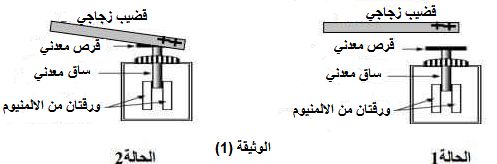 قضيب زجاجي
قرص معدني
ساق معدني
ورقتان من الالمنيوم
الحالة1
قضيب زجاجي
قرص معدني
ساق معدني
ورقتان من الالمنيوم
الحالة2
الوثيقة (1)